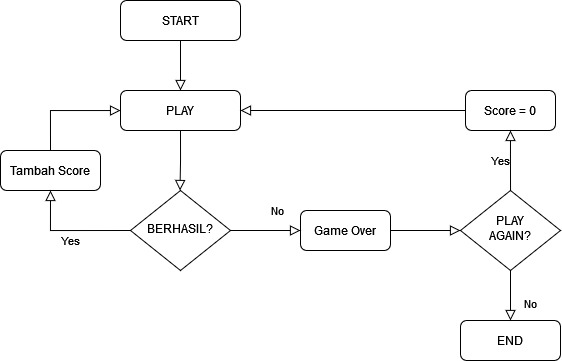 START
PLAY
Score = 0
Tambah Score
Yes
BERHASIL?
Yes
No
Game Over
PLAY
AGAIN?
No
END